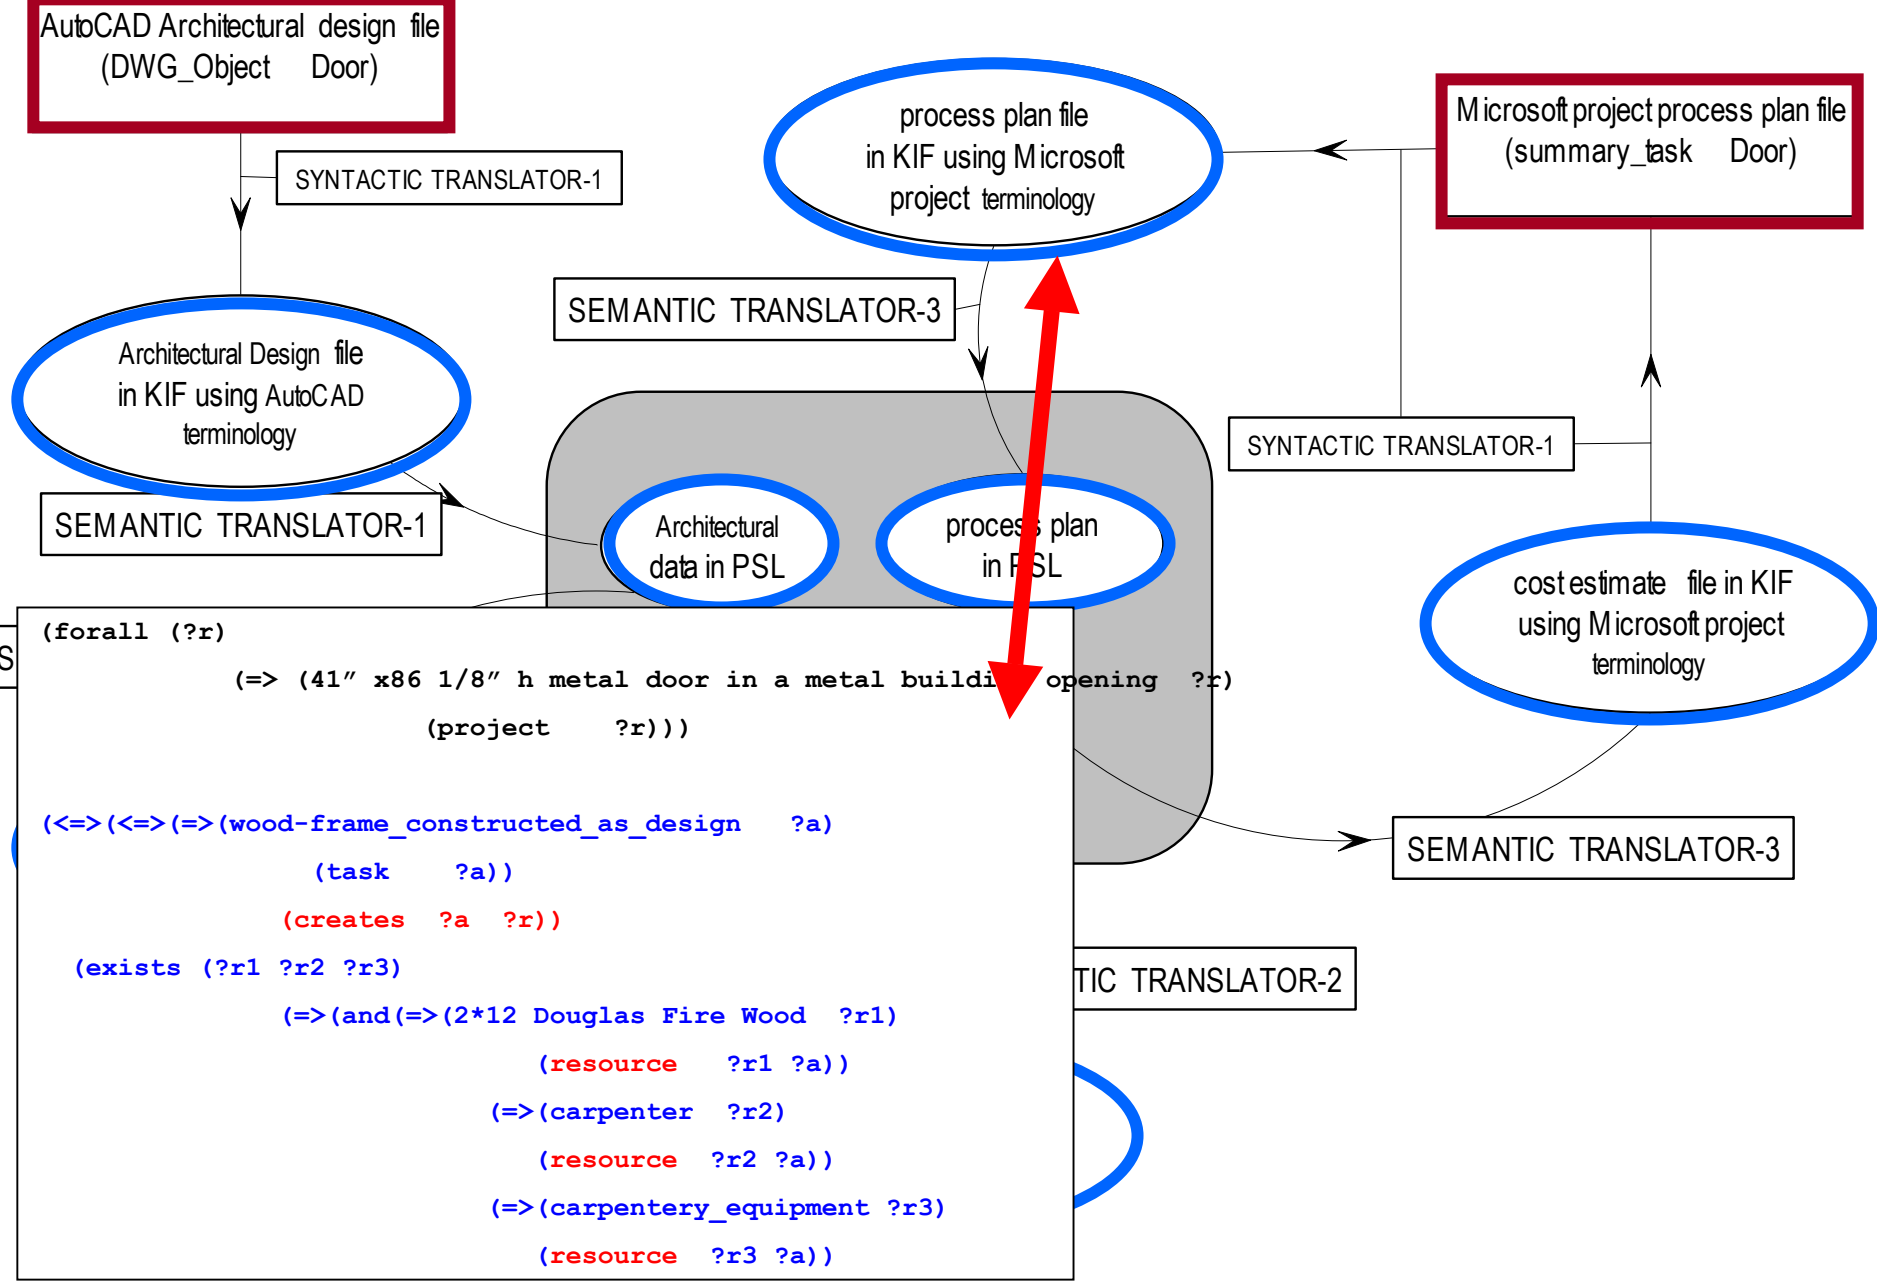 AutoCAD Architectural design file
(DWG_Object Door)
SYNTACTIC TRANSLATOR-1
Architectural Design file
in KIF using AutoCAD
terminology
SEMANTIC TRANSLATOR-1
process plan file
in KIF using Microsoft
project terminology
Microsoft project process plan file
(summary_task Door)
SEMANTIC TRANSLATOR-3
SYNTACTIC TRANSLATOR-1
Architectural
data in PSL
process plan
in PSL
cost estimate file in KIF
using Microsoft project
terminology
SEMANTIC TRANSLATOR-3
TIC TRANSLATOR-2
S
(forall (?r)
(=> (41″ x86 1/8″ h metal door in a metal buildi opening ?r)
(project ?r)))
(<=>(<=>(=>(wood-frame_constructed_as_design ?a)
(task ?a))
(creates ?a ?r))
(exists (?r1 ?r2 ?r3)
(=>(and(=>(2*12 Douglas Fire Wood ?r1)
(resource ?r1 ?a))
(=>(carpenter ?r2)
(resource ?r2 ?a))
(=>(carpentery_equipment ?r3)
(resource ?r3 ?a))